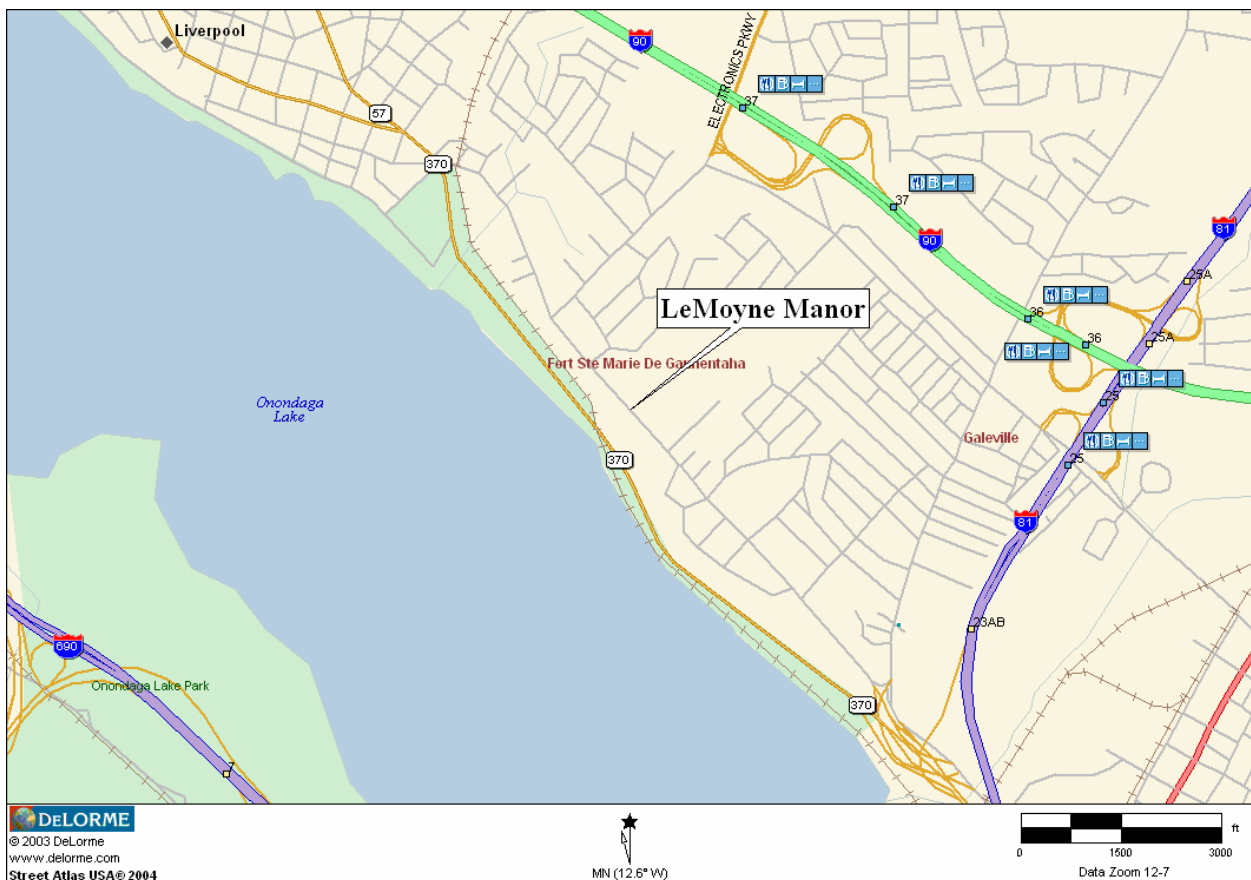 Liverpool
90
ELECTRONICS PKWY
37
57
370
37
81
90
25A
36
LeMoyne Manor
36
25A
Fort Ste Marie De Gannentaha
25
Onondaga
Lake
Galeville
370
25
81
23AB
690
Onondaga Lake Park
370
7
DELORME
© 2003 DeLorme
www.delorme.com
Street Atlas USA® 2004
MN (12.6° W)
ft
0 1500 3000
Data Zoom 12-7